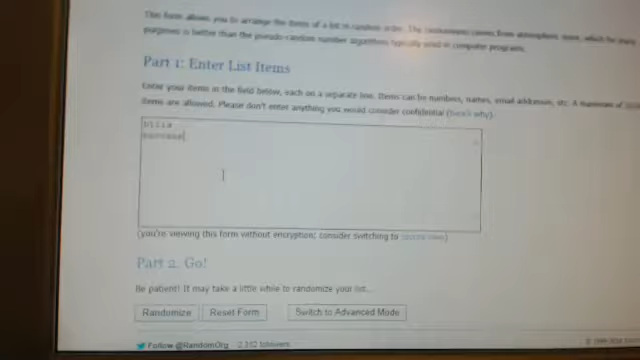 This form allows you to arrange the items of a list in random order. The randomness comes from atmospheric noise, which for many
purposes is better than the pseudo-random number algorithms typically used in computer programs.
Part 1: Enter List Items
Enter your items in the field below, each on a separate line. Items can be numbers, names, email addresses, etc. A maximum of
items are allowed. Please don't enter anything you would consider confidential (here's why).
(you're viewing this form without encryption; consider switching to
Part 2. Go!
Be patient! It may take a little while to randomize your list...
Randomize Reset Form Switch to Advanced Mode
Follow @RandomOrg followers